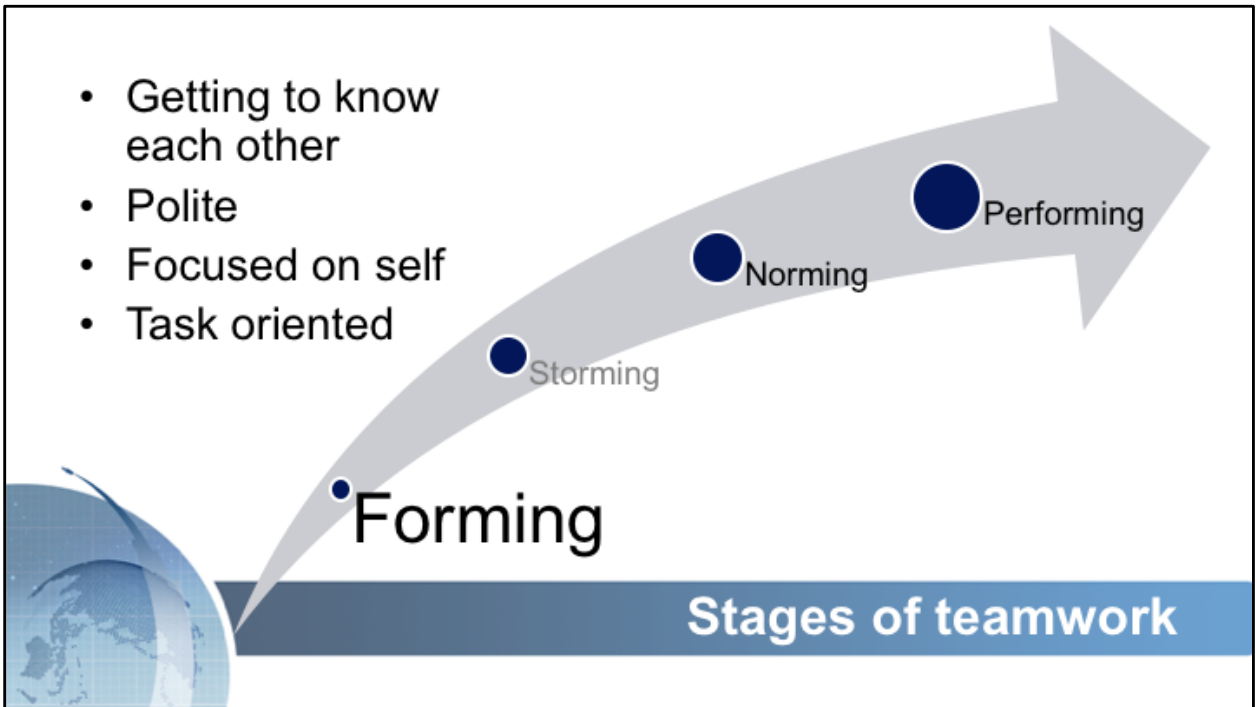 • Getting to know
each other
• Polite
• Focused on self
• Task oriented
Performing
Norming
Storming
Forming
Stages of teamwork